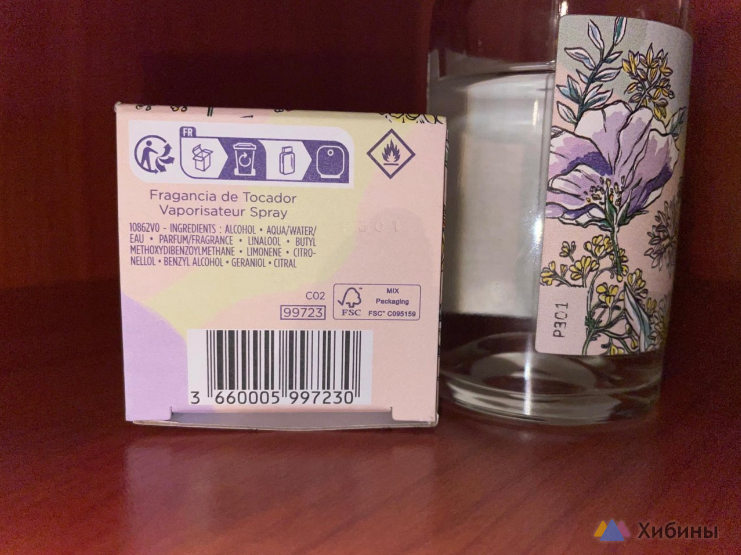 FR
Fragancia de Tocador
Vaporisateur Spray
10862V0 - INGREDIENTS : ALCOHOL • AQUA/WATER/
EAU • PARFUM/FRAGRANCE • LINALOOL • BUTYL
METHOXYDIBENZOYLMETHANE • LIMONENE • CITRO-
NELLOL • BENZYL ALCOHOL • GERANIOL • CITRAL
C02
99723
FSC
MIX
Packaging
FSC™ C095159
3 660005 997230
P301
Хибины